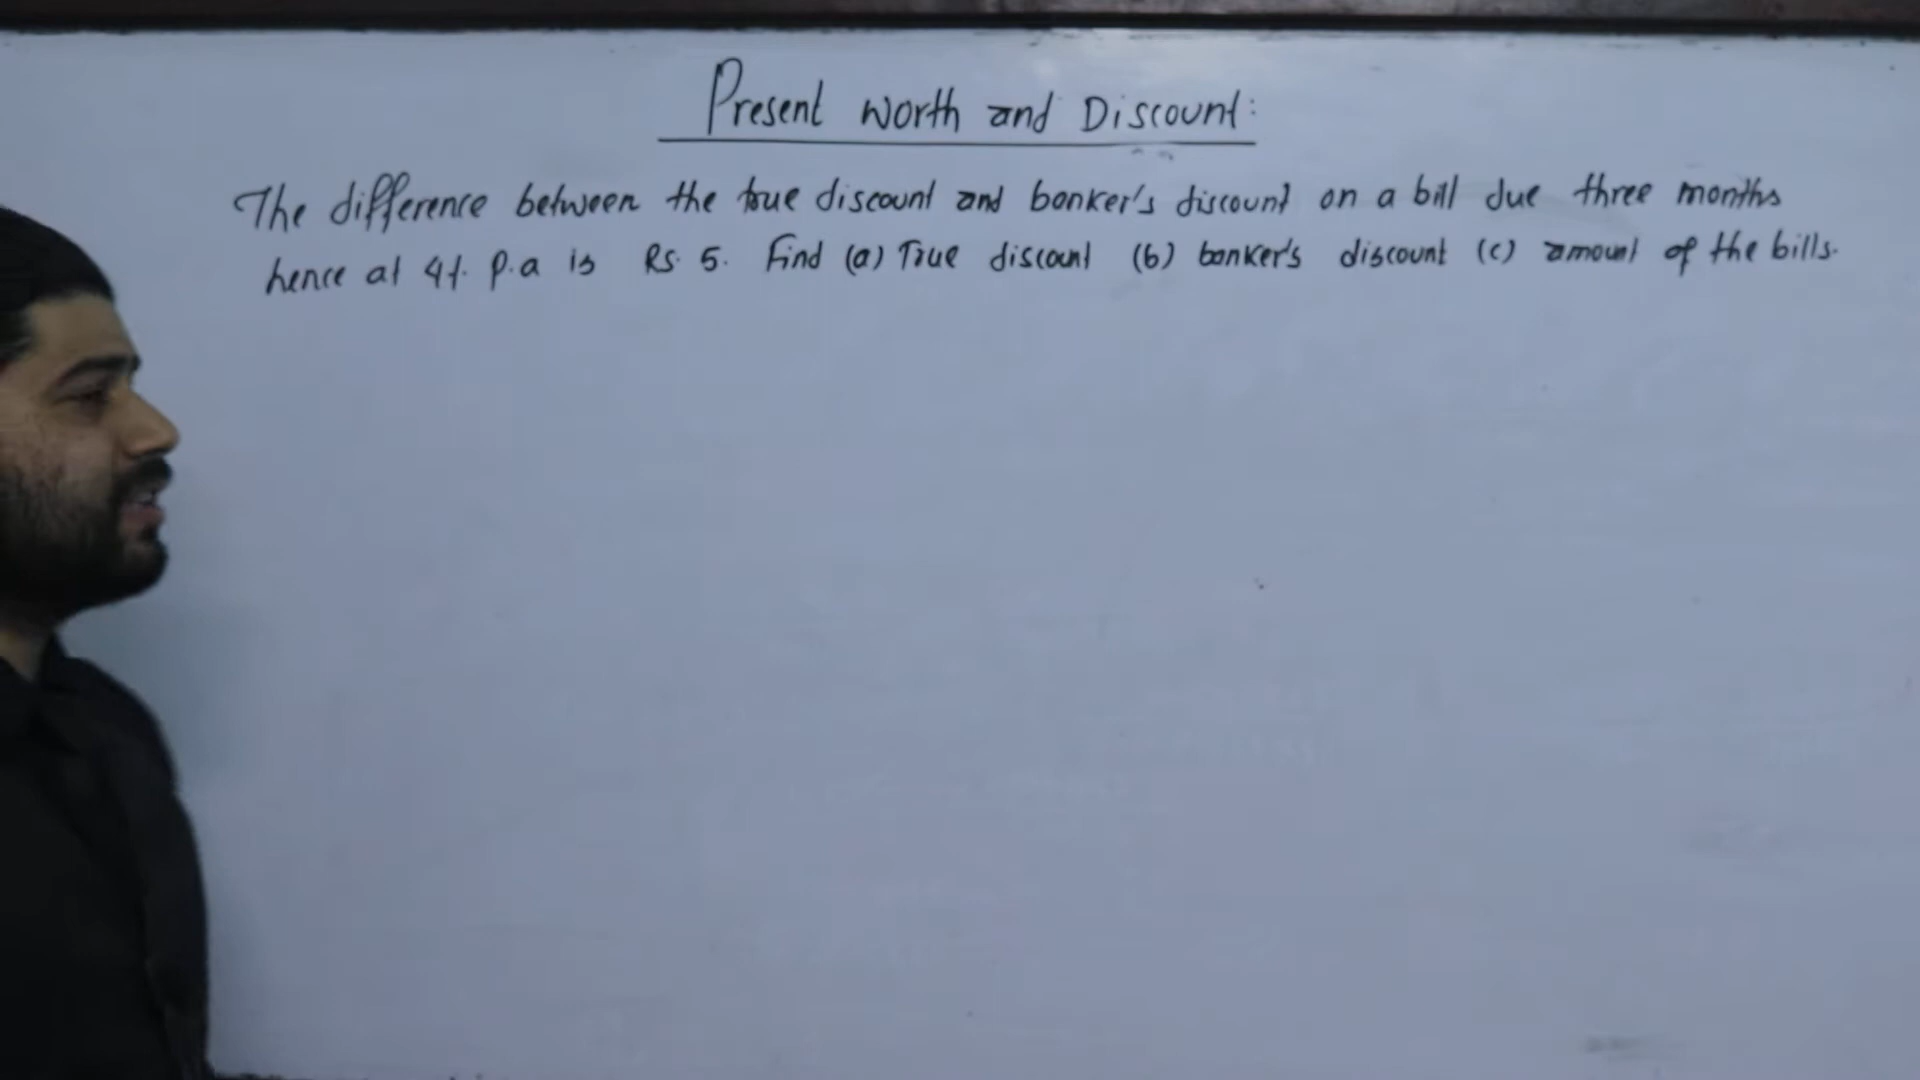 Present worth and Discount:
The difference between the true discount and banker's discount on a bill due three months
hence at 4%. p.a is Rs. 5. Find (a) True discount (b) banker's discount (c) amount of the bills.